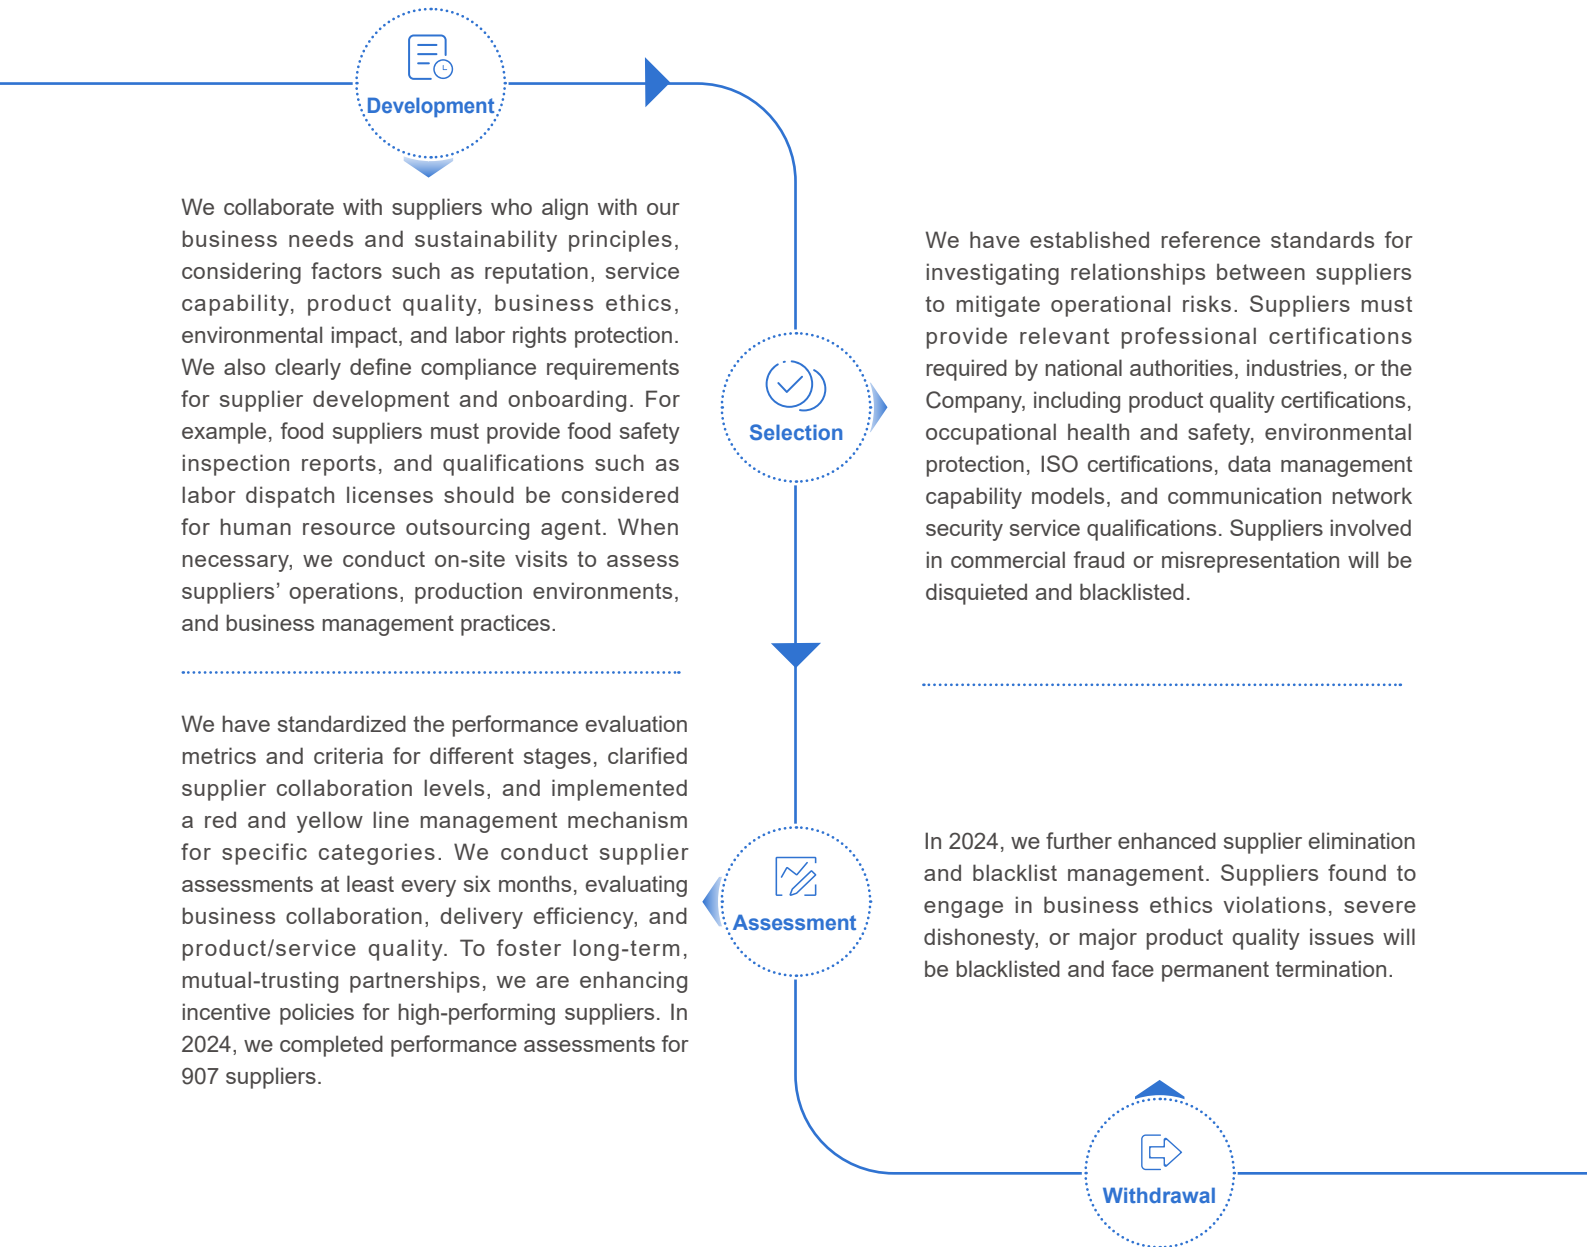 Development
We collaborate with suppliers who align with our
business needs and sustainability principles,
considering factors such as reputation, service
capability, product quality, business ethics,
environmental impact, and labor rights protection.
We also clearly define compliance requirements
for supplier development and onboarding. For
example, food suppliers must provide food safety
inspection reports, and qualifications such as
labor dispatch licenses should be considered
for human resource outsourcing agent. When
necessary, we conduct on-site visits to assess
suppliers’ operations, production environments,
and business management practices.
Selection
We have established reference standards for
investigating relationships between suppliers
to mitigate operational risks. Suppliers must
provide relevant professional certifications
required by national authorities, industries, or the
Company, including product quality certifications,
occupational health and safety, environmental
protection, ISO certifications, data management
capability models, and communication network
security service qualifications. Suppliers involved
in commercial fraud or misrepresentation will be
disquieted and blacklisted.
We have standardized the performance evaluation
metrics and criteria for different stages, clarified
supplier collaboration levels, and implemented
a red and yellow line management mechanism
for specific categories. We conduct supplier
assessments at least every six months, evaluating
business collaboration, delivery efficiency, and
product/service quality. To foster long-term,
mutual-trusting partnerships, we are enhancing
incentive policies for high-performing suppliers. In
2024, we completed performance assessments for
907 suppliers.
Assessment
In 2024, we further enhanced supplier elimination
and blacklist management. Suppliers found to
engage in business ethics violations, severe
dishonesty, or major product quality issues will
be blacklisted and face permanent termination.
Withdrawal